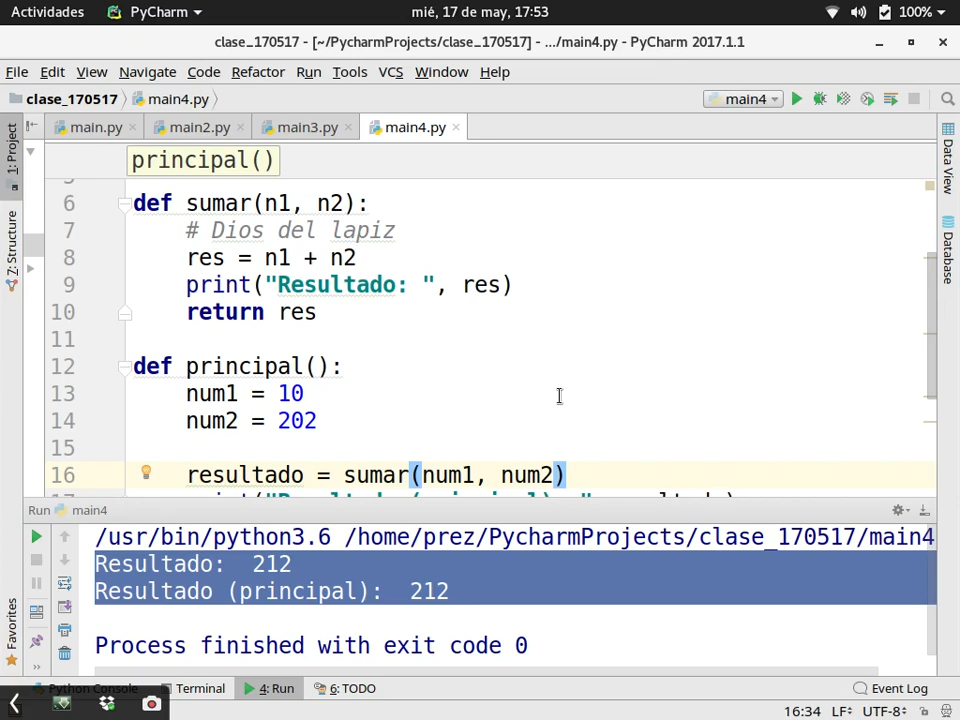 Actividades PyCharm mié, 17 de may, 17:53 100%
clase_170517 - [~/PycharmProjects/clase_170517] - .../main4.py - PyCharm 2017.1.1
File Edit View Navigate Code Refactor Run Tools VCS Window Help
clase_170517 main4.py main4
main.py main2.py main3.py main4.py
1: Project
7: Structure
Favorites
Data View
Database
principal()
6 def sumar(n1, n2):
7 # Dios del lapiz
8 res = n1 + n2
9 print("Resultado: ", res)
10 return res
11
12 def principal():
13 num1 = 10
14 num2 = 202
15
16 resultado = sumar(num1, num2)
Run main4
/usr/bin/python3.6 /home/prez/PycharmProjects/clase_170517/main4
Resultado: 212
Resultado (principal): 212
Process finished with exit code 0
Python Console Terminal 4: Run 6: TODO Event Log
16:34 LF UTF-8